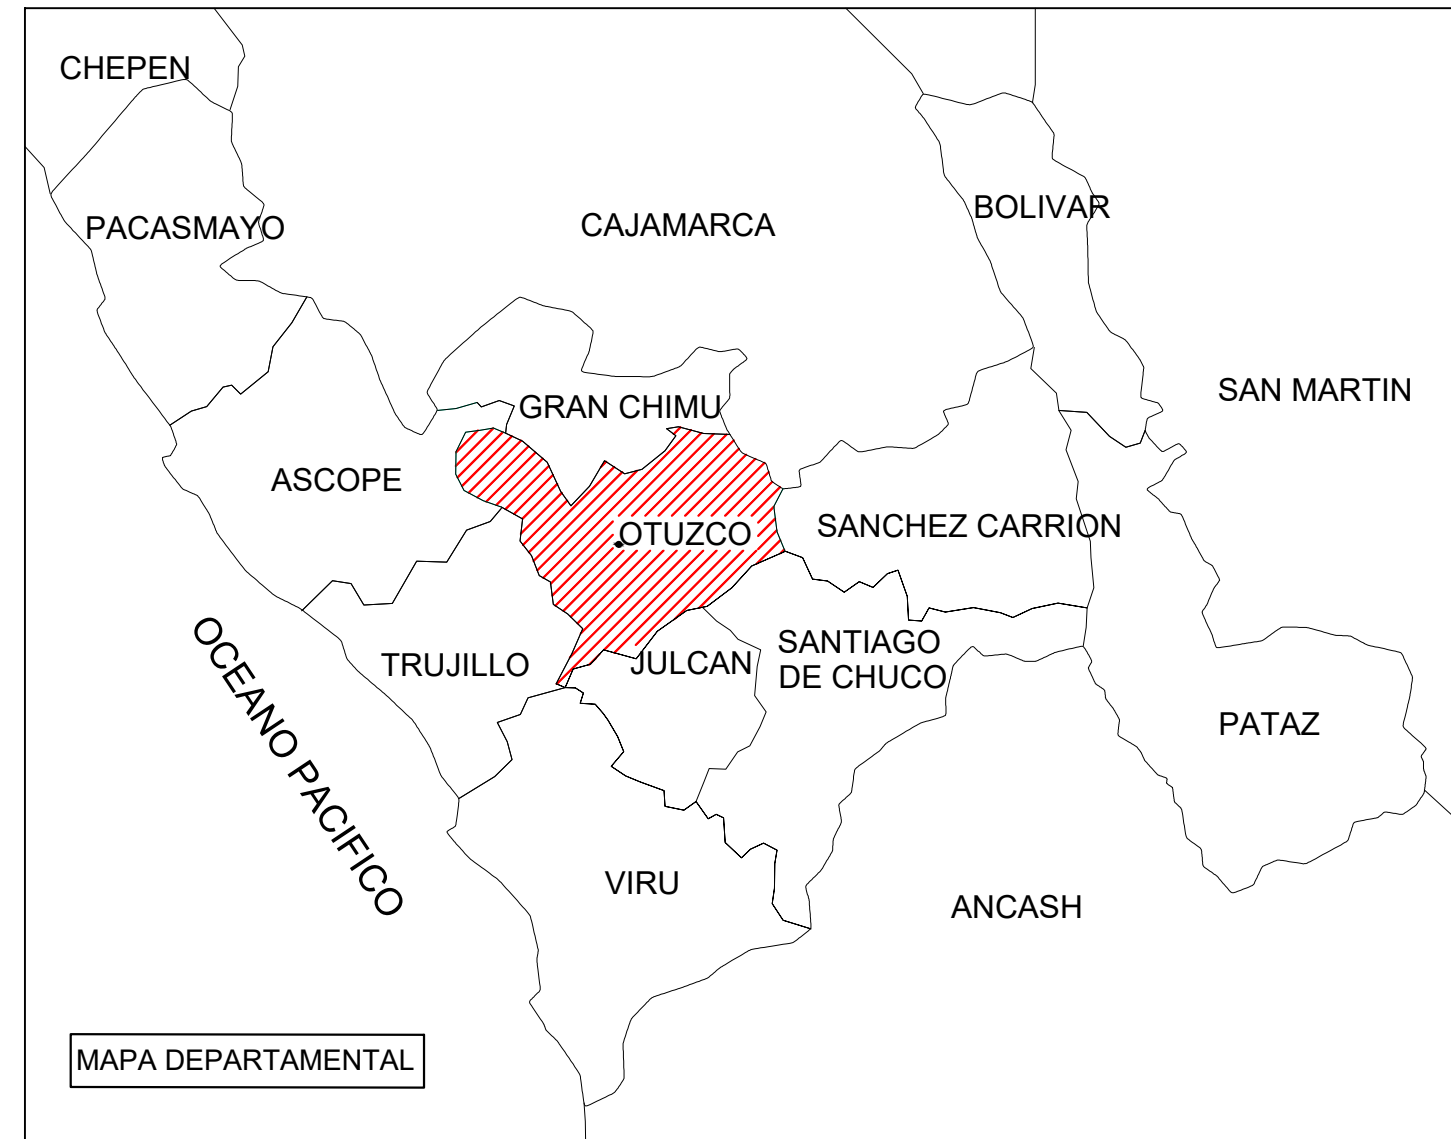 CHEPEN
PACASMAYO
CAJAMARCA
BOLIVAR
SAN MARTIN
GRAN CHIMU
ASCOPE
OTUZCO
SANCHEZ CARRION
TRUJILLO
JULCAN
SANTIAGO
DE CHUCO
OCEANO PACIFICO
PATAZ
VIRU
ANCASH
MAPA DEPARTAMENTAL